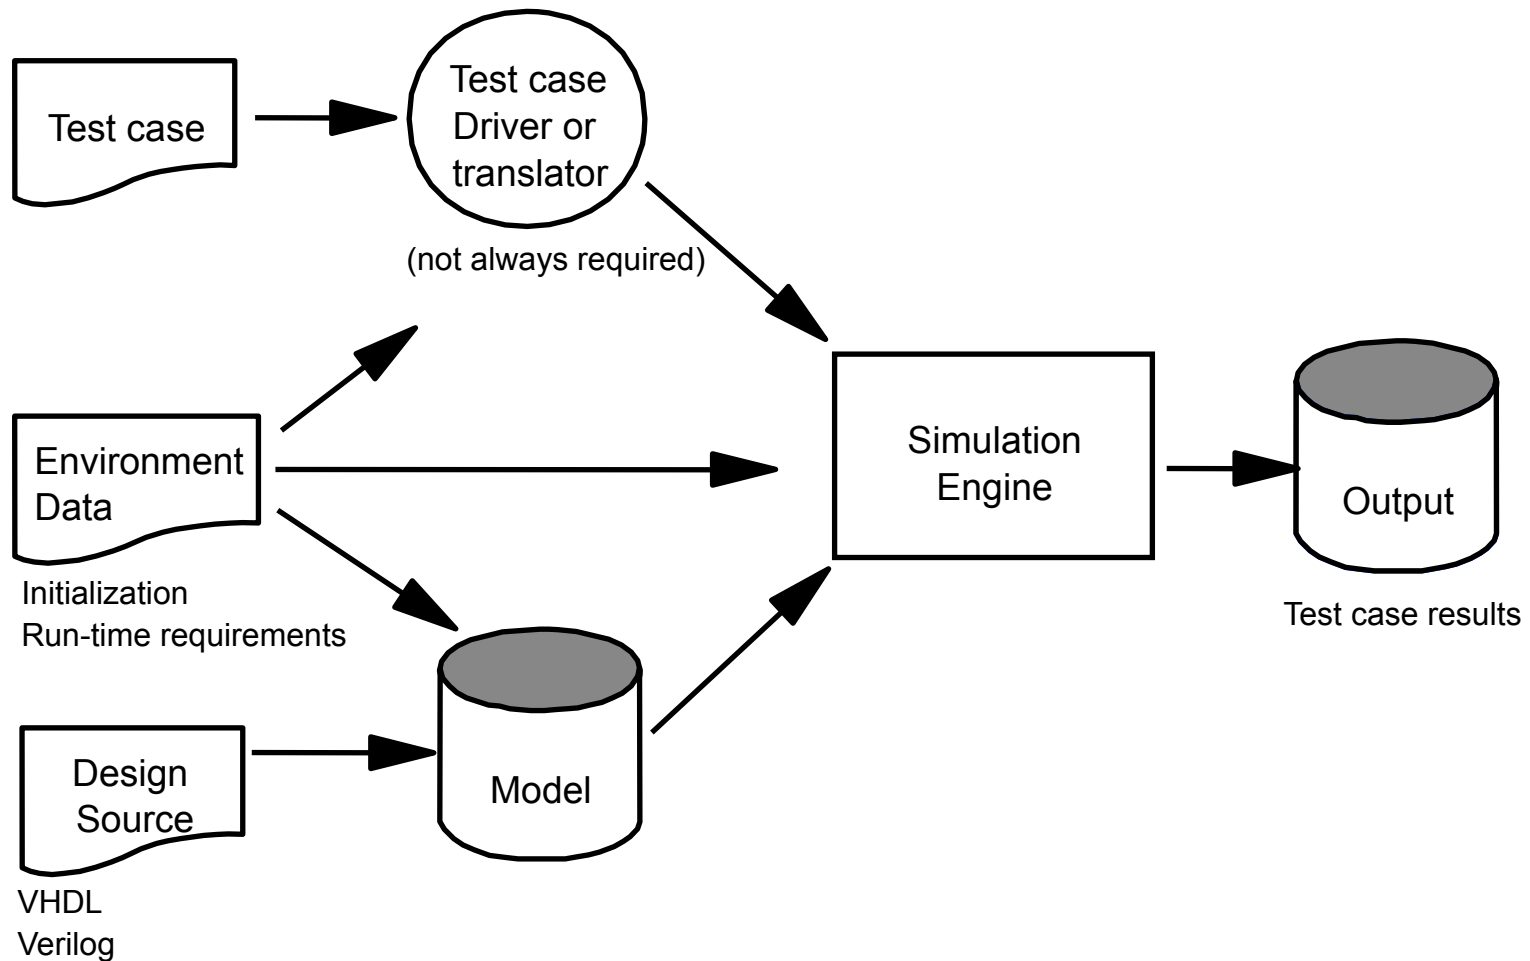 Test case
Test case
Driver or
translator
(not always required)
Environment
Data
Initialization
Run-time requirements
Simulation
Engine
Output
Test case results
Design
Source
VHDL
Verilog
Model